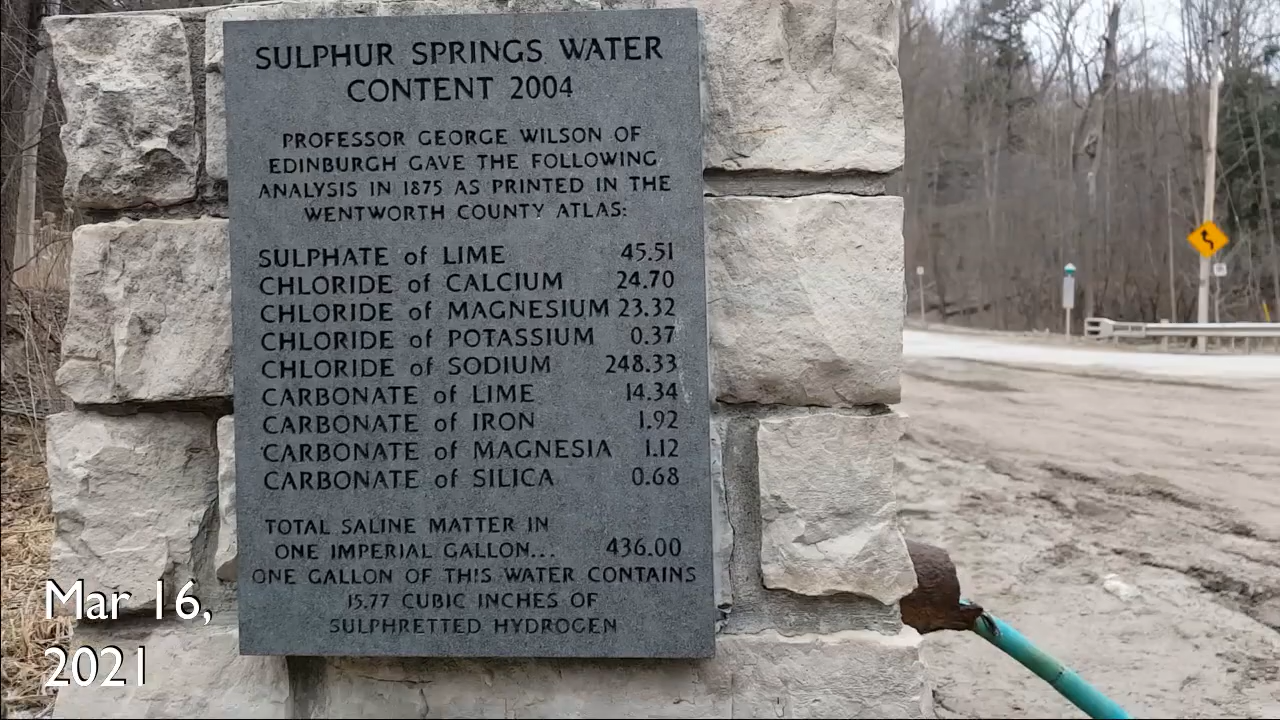 SULPHUR SPRINGS WATER
CONTENT 2004
PROFESSOR GEORGE WILSON OF
EDINBURGH GAVE THE FOLLOWING
ANALYSIS IN 1875 AS PRINTED IN THE
WENTWORTH COUNTY ATLAS:
SULPHATE of LIME 45.51
CHLORIDE of CALCIUM 24.70
CHLORIDE of MAGNESIUM 23.32
CHLORIDE of POTASSIUM 0.37
CHLORIDE of SODIUM 248.33
CARBONATE of LIME 14.34
CARBONATE of IRON 1.92
CARBONATE of MAGNESIA 1.12
CARBONATE of SILICA 0.68
TOTAL SALINE MATTER IN
ONE IMPERIAL GALLON... 436.00
ONE GALLON OF THIS WATER CONTAINS
15.77 CUBIC INCHES OF
SULPHRETTED HYDROGEN
Mar 16,
2021